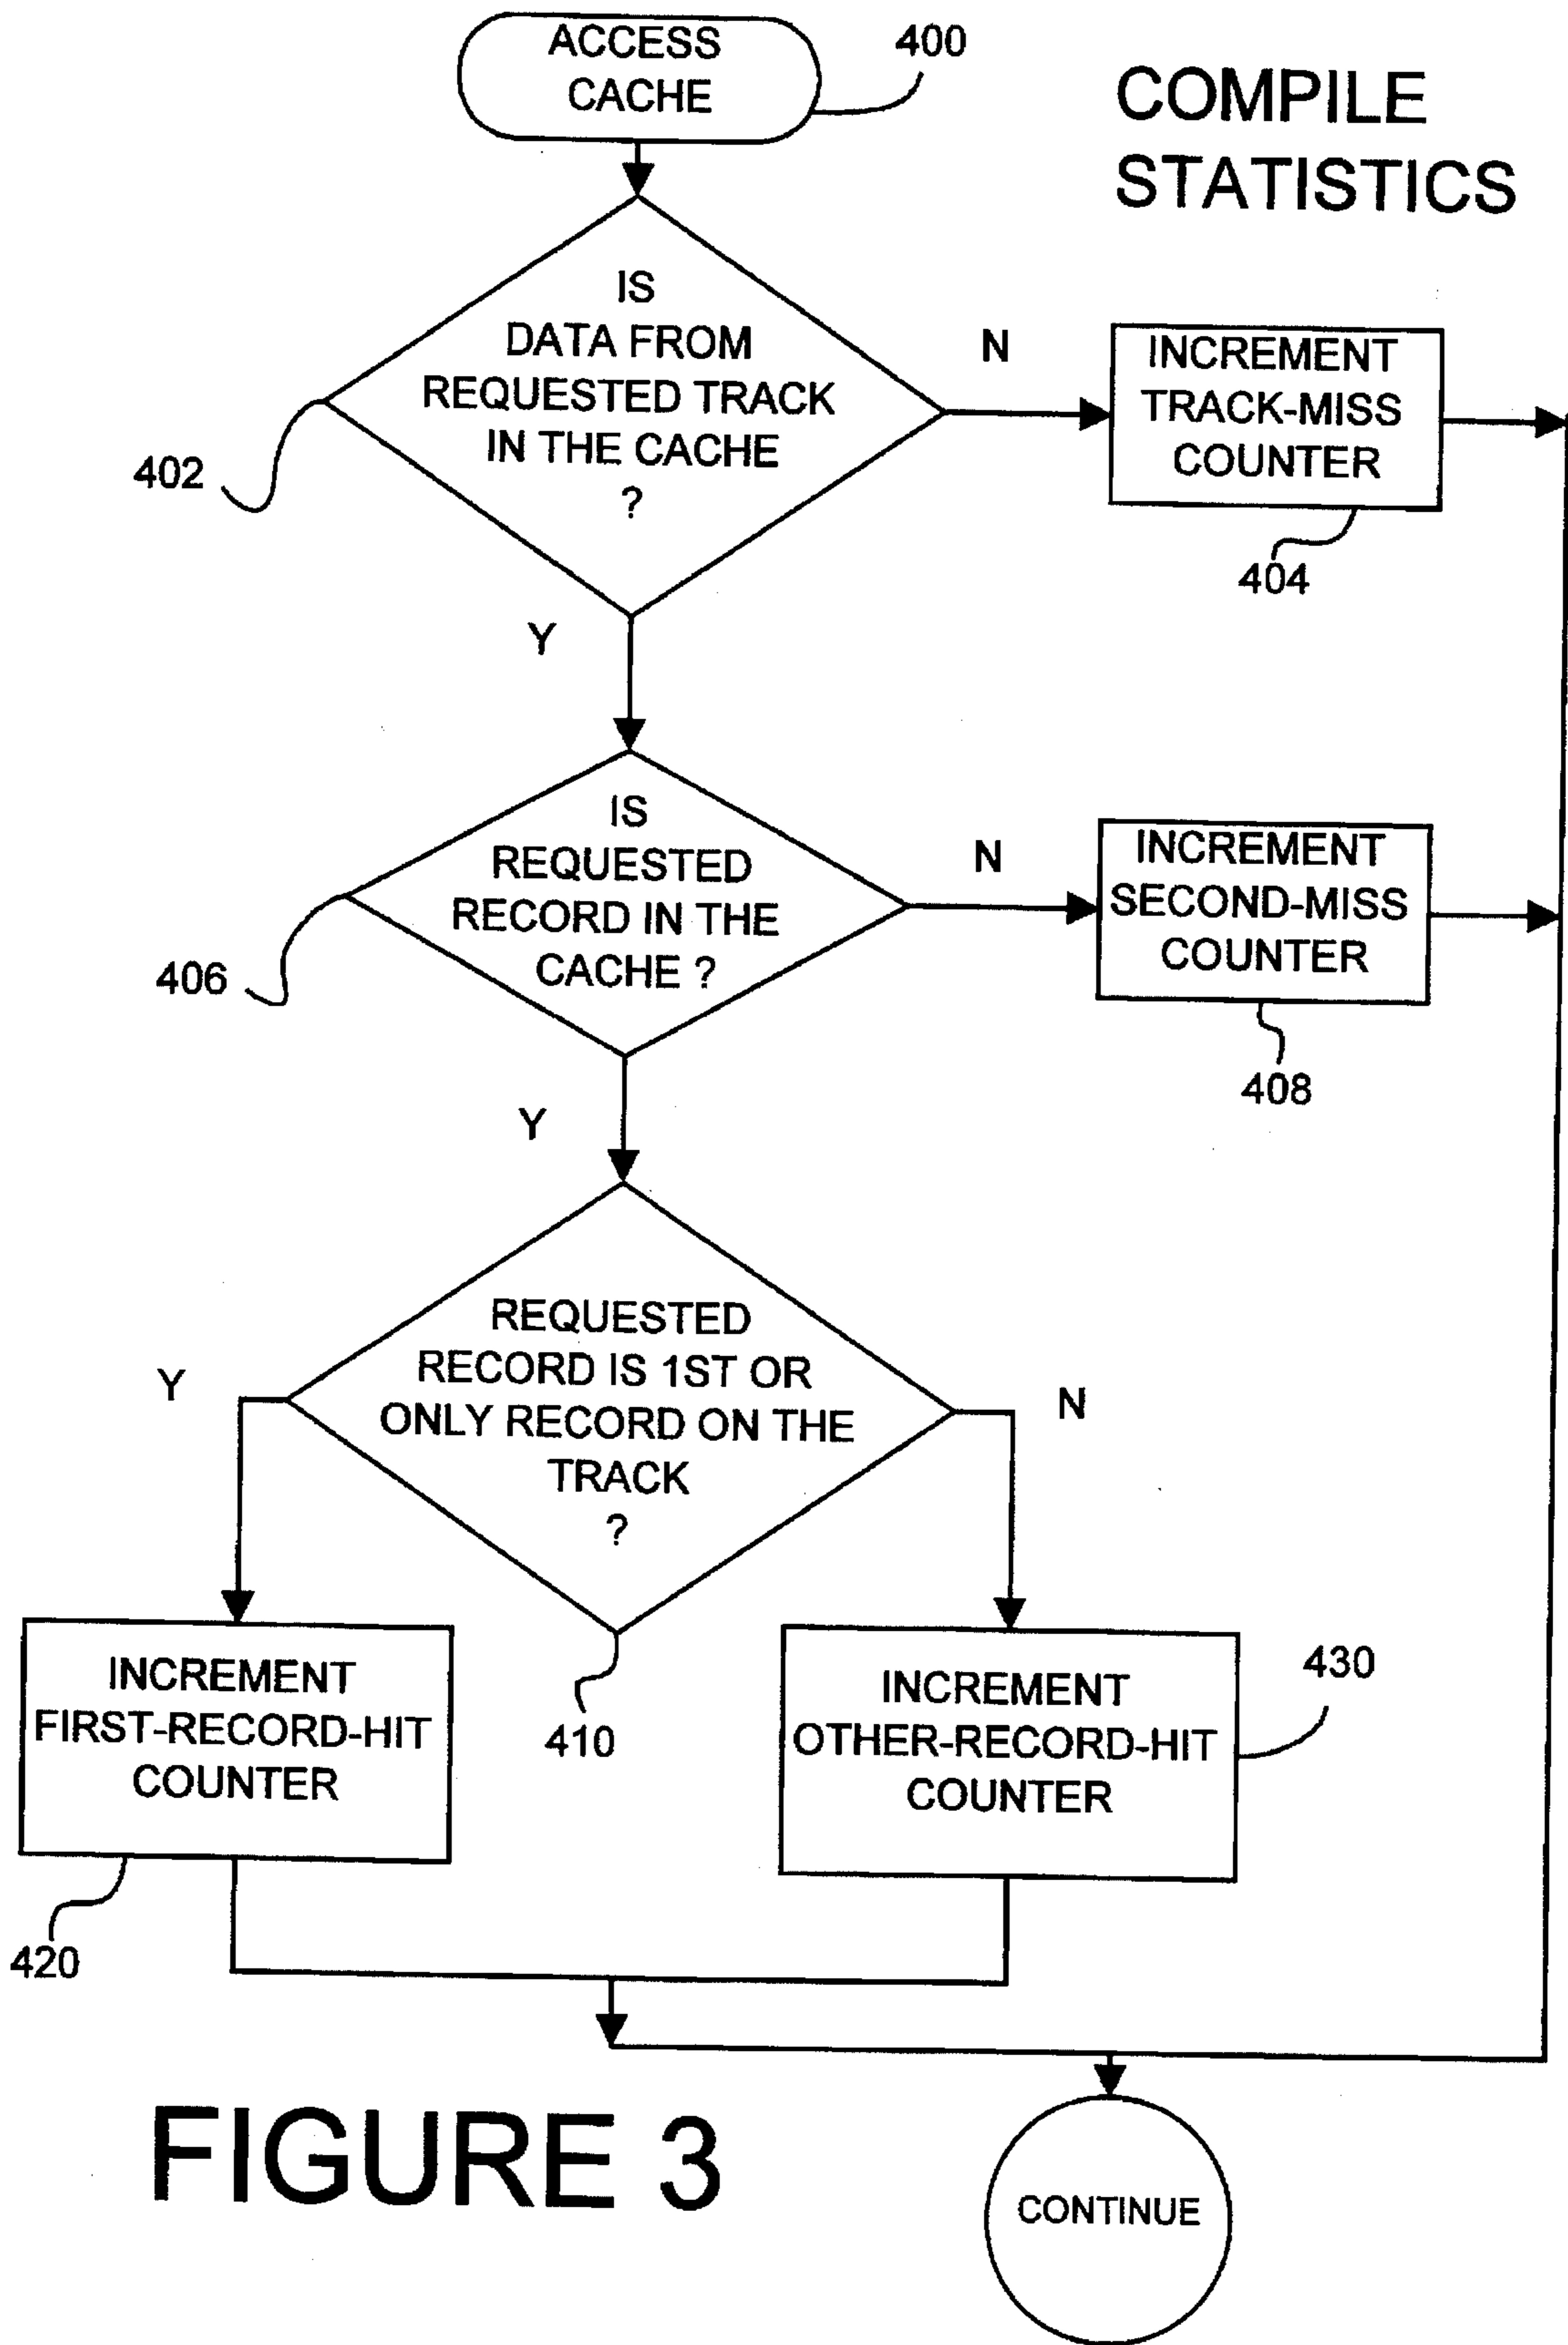 ACCESS
CACHE
400
COMPILE
STATISTICS
IS
DATA FROM
REQUESTED TRACK
IN THE CACHE
?
402
N
INCREMENT
TRACK-MISS
COUNTER
404
Y
IS
REQUESTED
RECORD IN THE
CACHE ?
406
N
INCREMENT
SECOND-MISS
COUNTER
408
Y
REQUESTED
RECORD IS 1ST OR
ONLY RECORD ON THE
TRACK
?
Y
N
410
INCREMENT
FIRST-RECORD-HIT
COUNTER
420
INCREMENT
OTHER-RECORD-HIT
COUNTER
430
FIGURE 3
CONTINUE